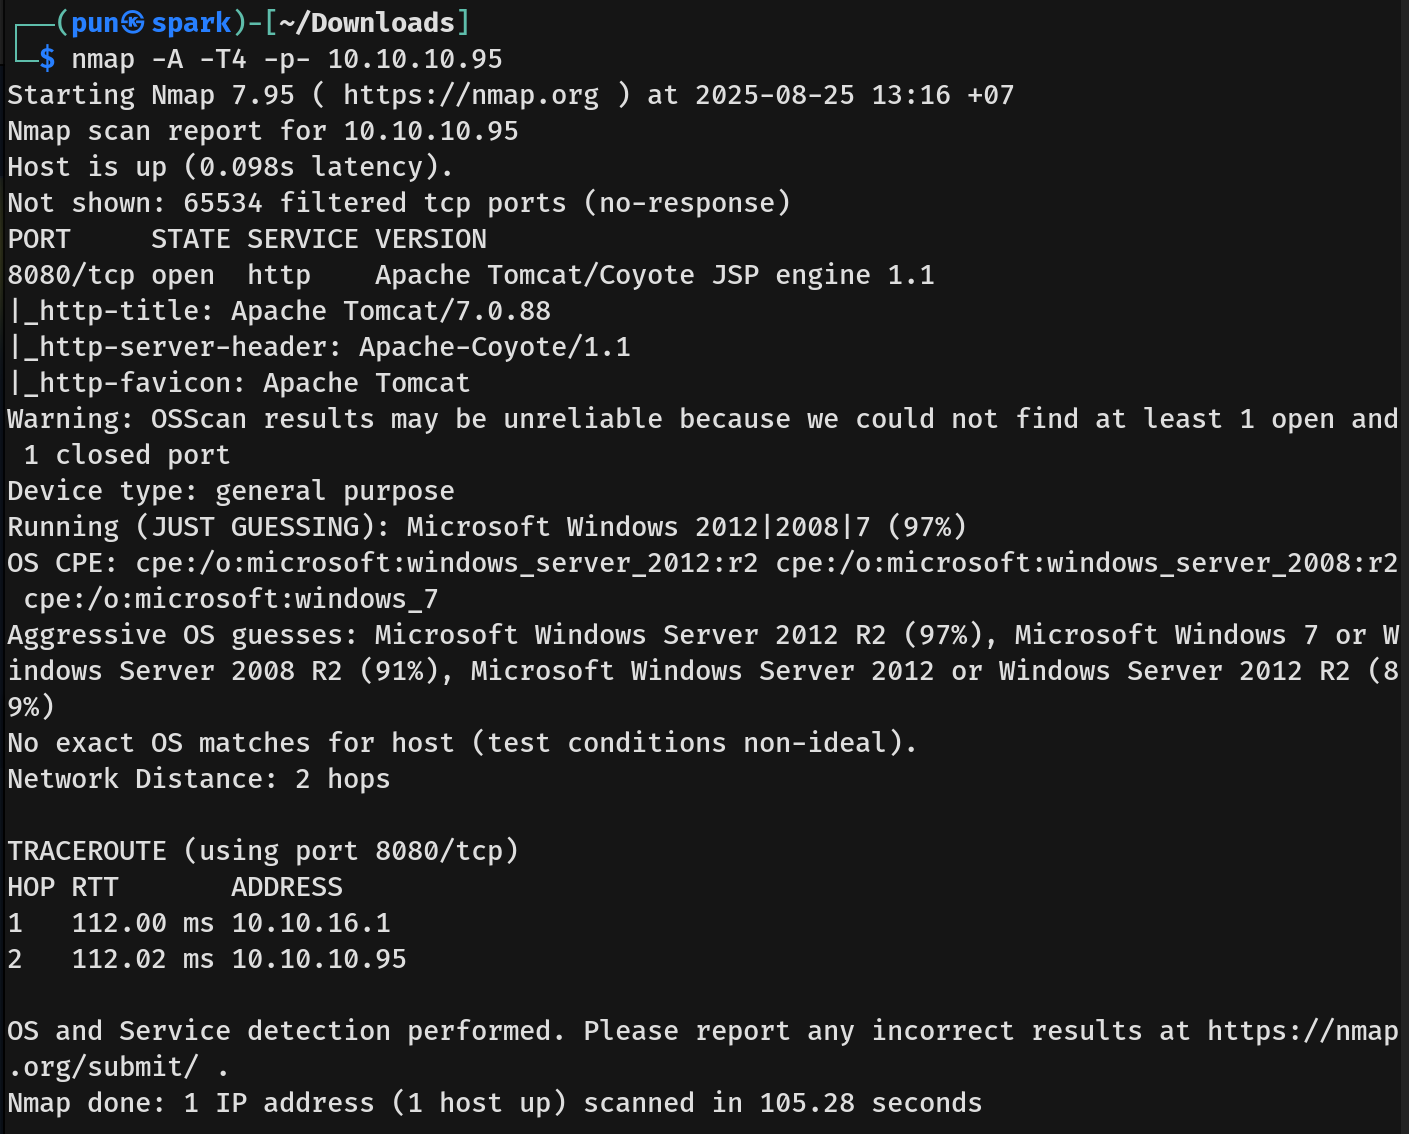 ┌──(pun㉿spark)-[~/Downloads]
└─$ nmap -A -T4 -p- 10.10.10.95
Starting Nmap 7.95 ( https://nmap.org ) at 2025-08-25 13:16 +07
Nmap scan report for 10.10.10.95
Host is up (0.098s latency).
Not shown: 65534 filtered tcp ports (no-response)
PORT     STATE SERVICE VERSION
8080/tcp open  http    Apache Tomcat/Coyote JSP engine 1.1
|_http-title: Apache Tomcat/7.0.88
|_http-server-header: Apache-Coyote/1.1
|_http-favicon: Apache Tomcat
Warning: OSScan results may be unreliable because we could not find at least 1 open and
 1 closed port
Device type: general purpose
Running (JUST GUESSING): Microsoft Windows 2012|2008|7 (97%)
OS CPE: cpe:/o:microsoft:windows_server_2012:r2 cpe:/o:microsoft:windows_server_2008:r2
 cpe:/o:microsoft:windows_7
Aggressive OS guesses: Microsoft Windows Server 2012 R2 (97%), Microsoft Windows 7 or W
indows Server 2008 R2 (91%), Microsoft Windows Server 2012 or Windows Server 2012 R2 (8
9%)
No exact OS matches for host (test conditions non-ideal).
Network Distance: 2 hops

TRACEROUTE (using port 8080/tcp)
HOP RTT       ADDRESS
1   112.00 ms 10.10.16.1
2   112.02 ms 10.10.10.95

OS and Service detection performed. Please report any incorrect results at https://nmap
.org/submit/ .
Nmap done: 1 IP address (1 host up) scanned in 105.28 seconds